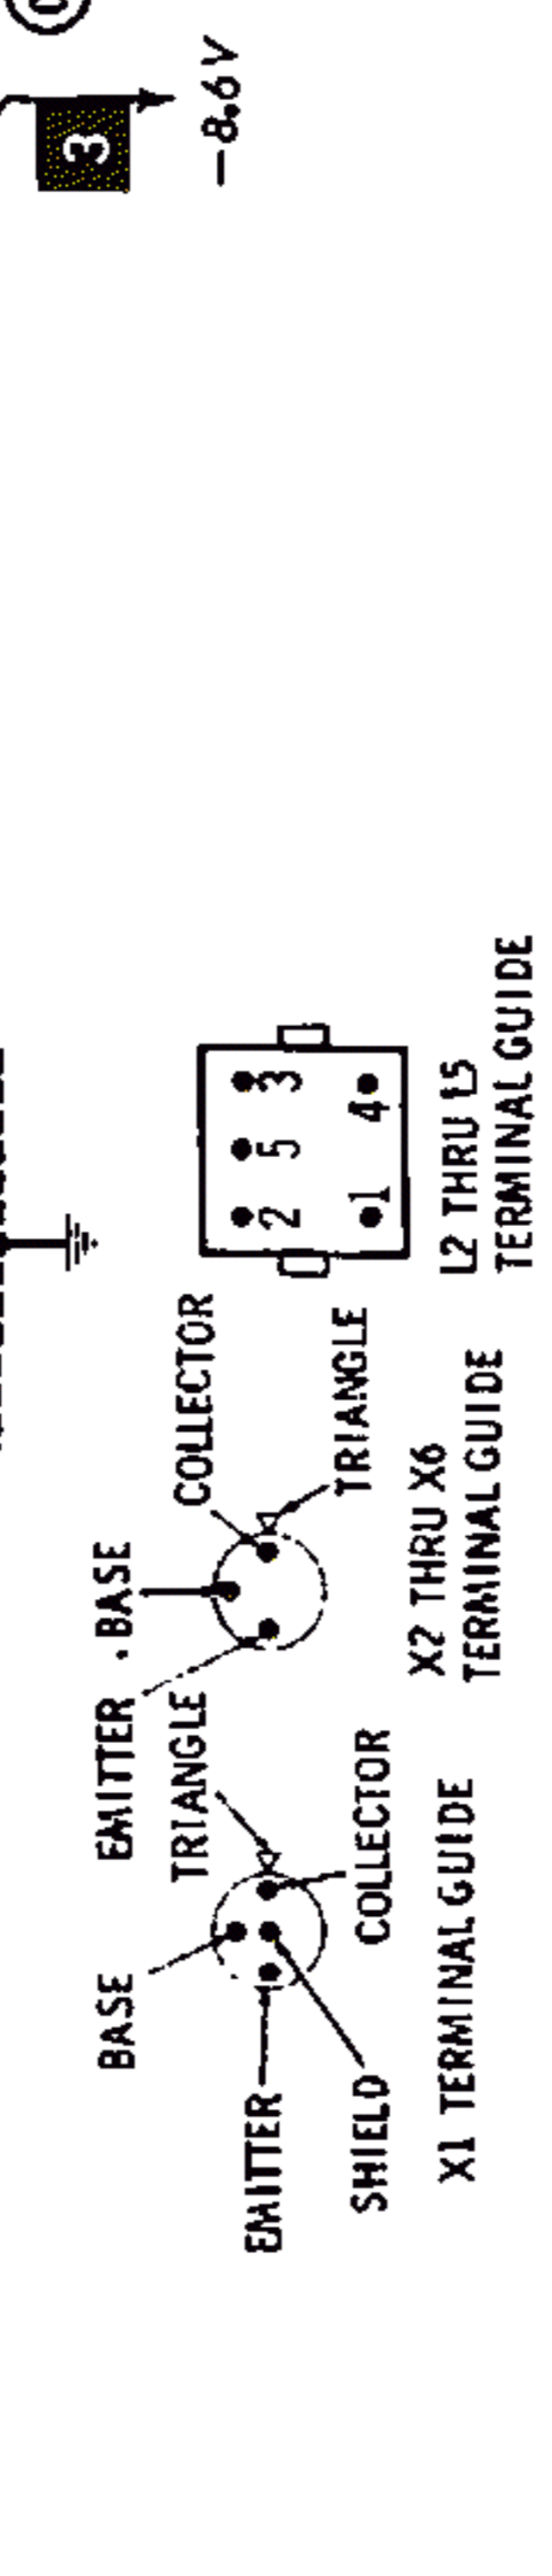 BASE
EMITTER
SHIELD
TRIANGLE
COLLECTOR
X1 TERMINAL GUIDE
EMITTER
BASE
COLLECTOR
TRIANGLE
X2 THRU X6
TERMINAL GUIDE
2 5 3
1 4
L2 THRU L5
TERMINAL GUIDE
3
-8.6V